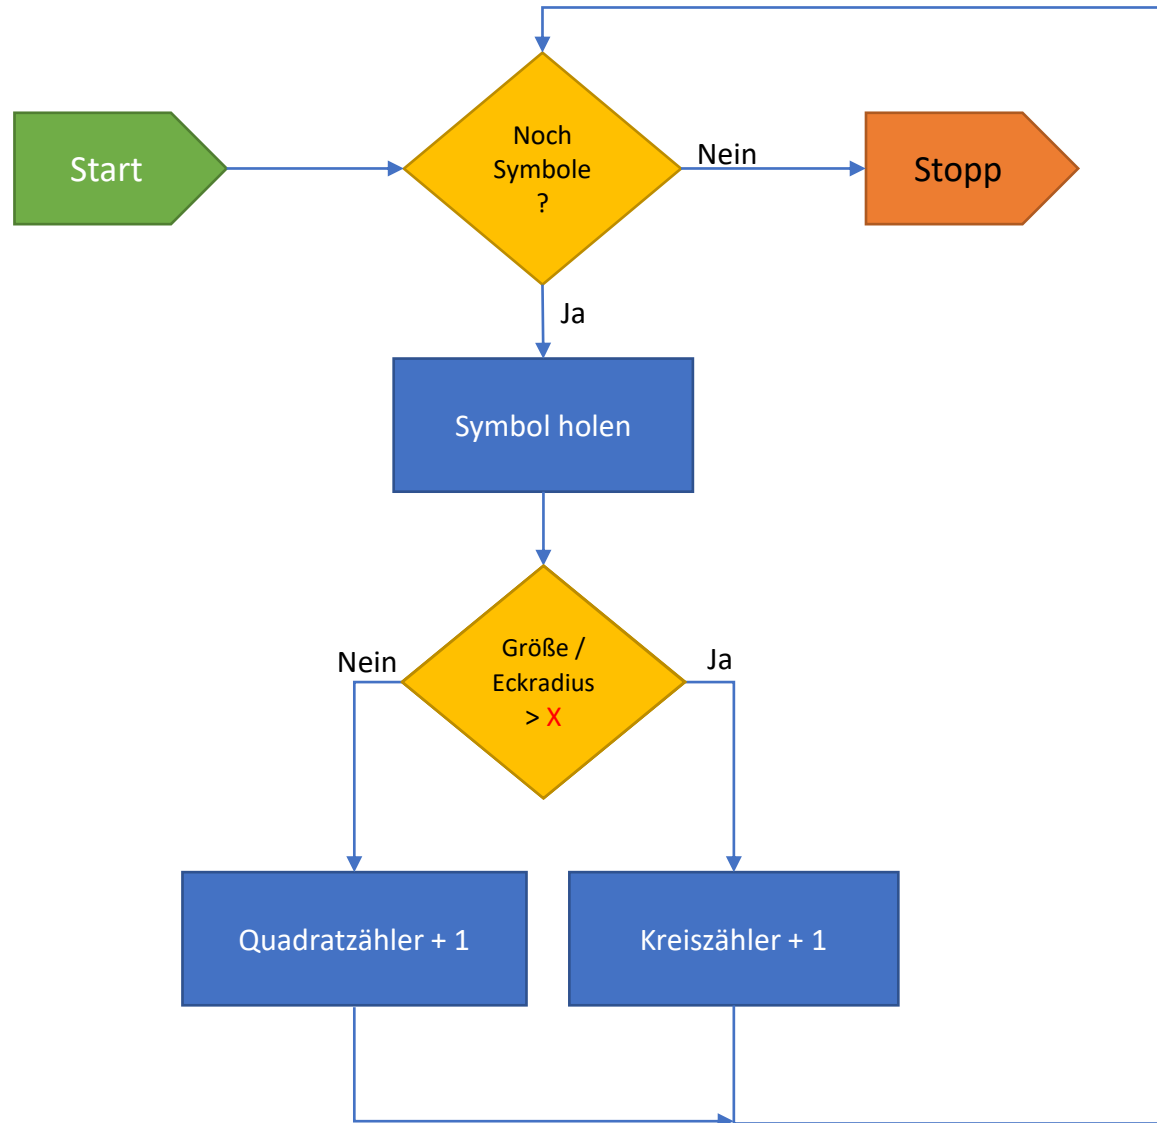 Start
Noch
Symbole
?
Nein
Stopp
Ja
Symbol holen
Größe /
Eckradius
> X
Nein
Ja
Quadratzähler + 1
Kreiszähler + 1